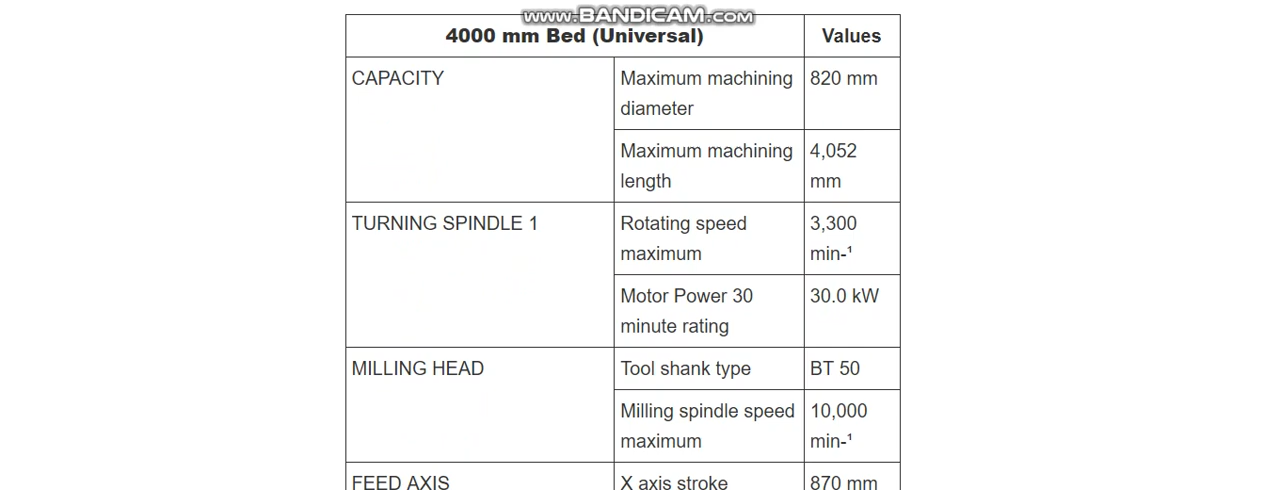 www.BANDICAM.com
4000 mm Bed (Universal) Values
CAPACITY Maximum machining 820 mm
diameter
Maximum machining 4,052
length mm
TURNING SPINDLE 1 Rotating speed 3,300
maximum min-¹
Motor Power 30 30.0 kW
minute rating
MILLING HEAD Tool shank type BT 50
Milling spindle speed 10,000
maximum min-¹
FEED AXIS X axis stroke 870 mm